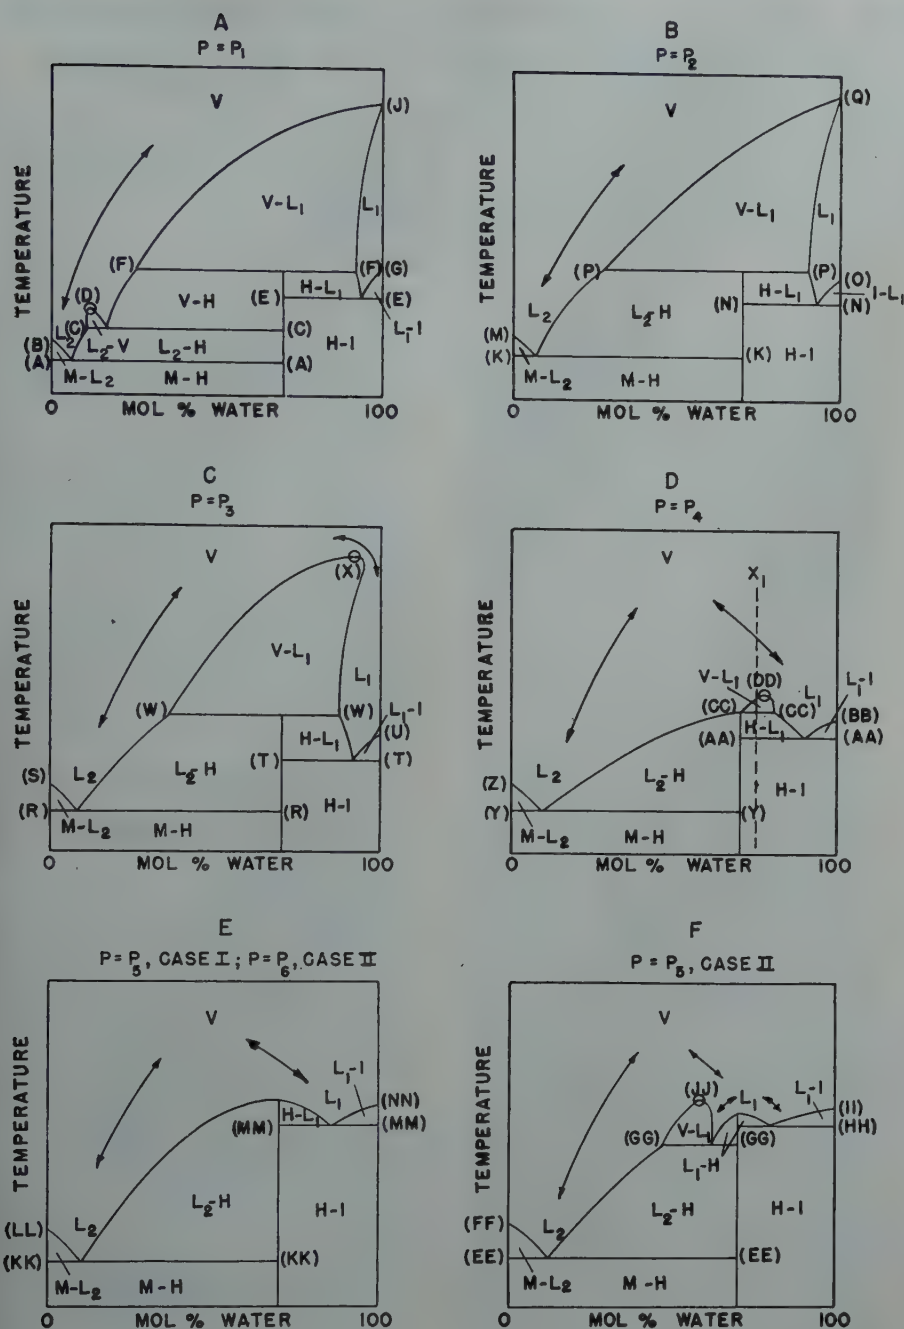 A
P = P₁
V
(J)
TEMPERATURE
V-L₁
L₁
(F)
(F)
(G)
(D)
V-H
(E)
H-L₁
(E)
L₂
(C)
(B)
L₂-V
L₂-H
(C)
H-I
L₁-I
(A)
(A)
M-L₂
M-H
0
MOL % WATER
100
B
P = P₂
V
(Q)
TEMPERATURE
V-L₁
L₁
(P)
(P)
(O)
L₂
L₂-H
(N)
H-L₁
(N)
I-L₁
(M)
(K)
(K)
H-I
M-L₂
M-H
0
MOL % WATER
100
C
P = P₃
V
(X)
TEMPERATURE
V-L₁
L₁
(W)
(W)
L₁-I
(U)
H-L₁
(T)
(T)
(S)
L₂
L₂-H
H-I
(R)
(R)
M-L₂
M-H
0
MOL % WATER
100
D
P = P₄
V
X₁
TEMPERATURE
V-L₁
(DD)
L₁
L₁-I
(CC)
(CC)
(BB)
(AA)
H-L₁
(AA)
(Z)
L₂
L₂-H
H-I
(Y)
(Y)
M-L₂
M-H
0
MOL % WATER
100
E
P = P₅, CASE I; P = P₆, CASE II
V
TEMPERATURE
L₁
L₁-I
(NN)
H-L₁
(MM)
(MM)
L₂-H
H-I
(LL)
L₂
(KK)
(KK)
M-L₂
M-H
0
MOL % WATER
100
F
P = P₅, CASE II
V
TEMPERATURE
(JJ)
L₁
L₁-I
(II)
(HH)
(GG)
V-L₁
(GG)
L₁-H
L₂-H
H-I
(FF)
L₂
(EE)
(EE)
M-L₂
M-H
0
MOL % WATER
100